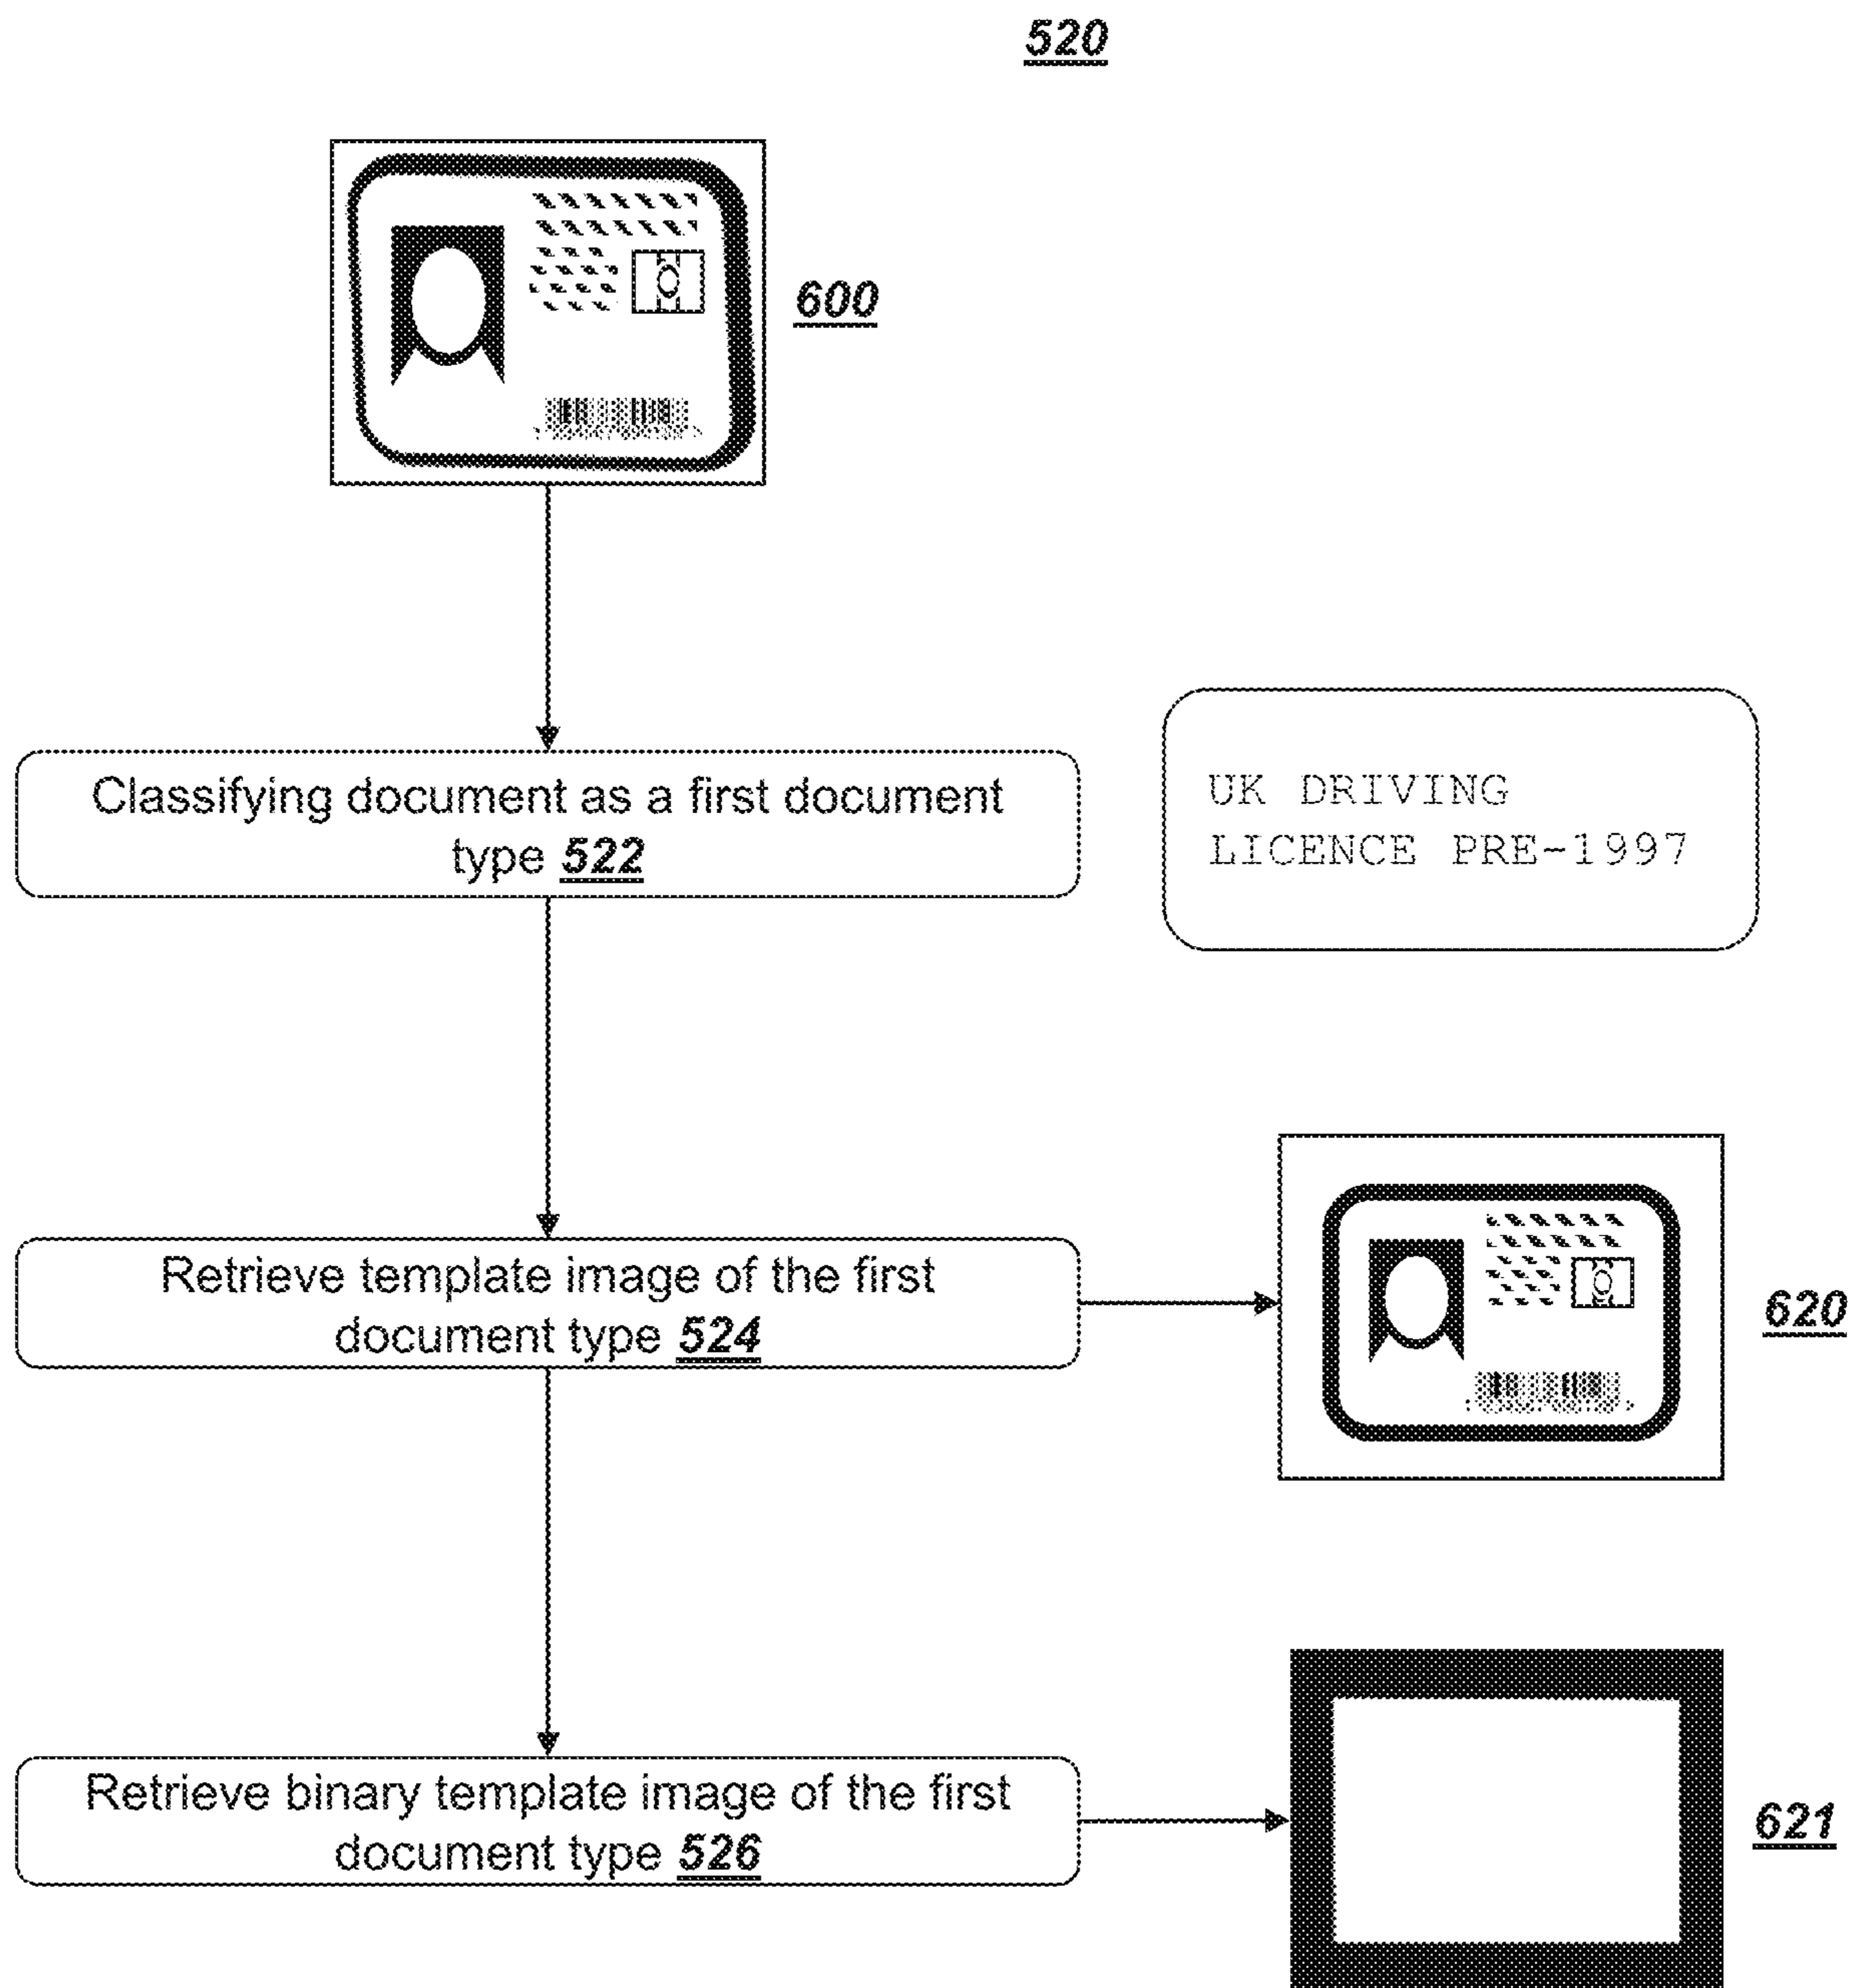 520
600
Classifying document as a first document
type 522
UK DRIVING
LICENCE PRE-1997
Retrieve template image of the first
document type 524
620
Retrieve binary template image of the first
document type 526
621